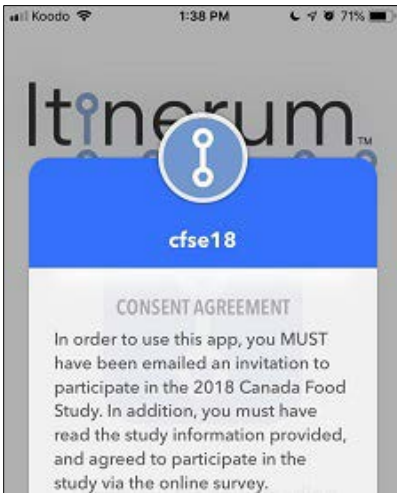 Koodo 1:38 PM 71%
Itinerum TM
cfse18
CONSENT AGREEMENT
In order to use this app, you MUST
have been emailed an invitation to
participate in the 2018 Canada Food
Study. In addition, you must have
read the study information provided,
and agreed to participate in the
study via the online survey.